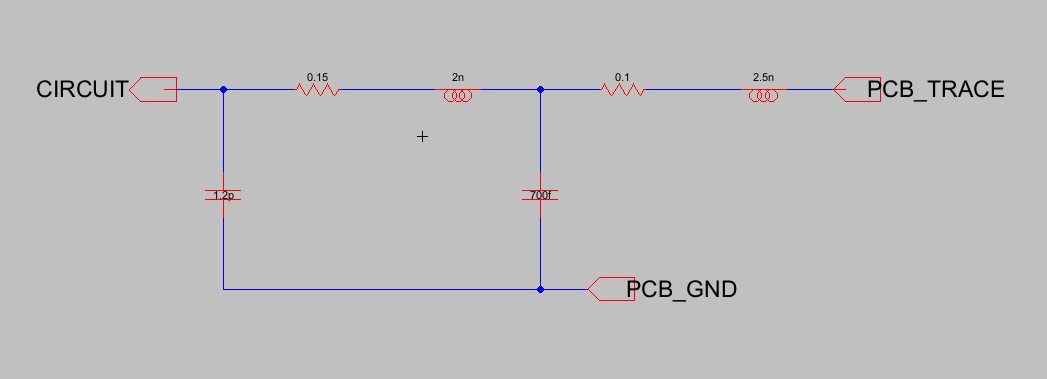 0.15
2n
0.1
2.5n
CIRCUIT
PCB_TRACE
1.2p
700f
PCB_GND